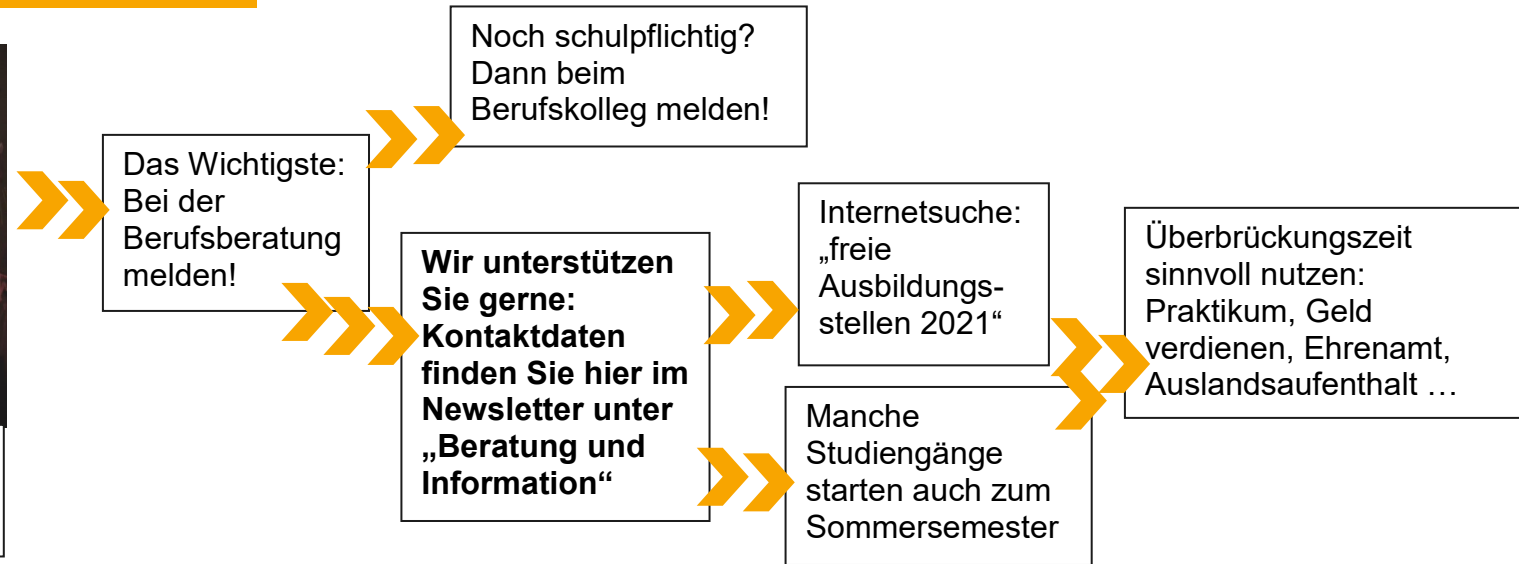 Noch schulpflichtig?
Dann beim
Berufskolleg melden!
Das Wichtigste:
Bei der
Berufsberatung
melden!
Wir unterstützen
Sie gerne:
Kontaktdaten
finden Sie hier im
Newsletter unter
„Beratung und
Information“
Internetsuche:
„freie
Ausbildungs-
stellen 2021“
Manche
Studiengänge
starten auch zum
Sommersemester
Überbrückungszeit
sinnvoll nutzen:
Praktikum, Geld
verdienen, Ehrenamt,
Auslandsaufenthalt …